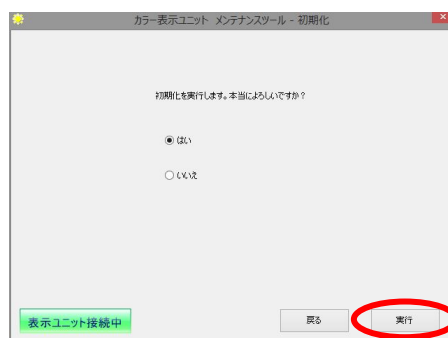 カラー表示ユニット メンテナンスツール - 初期化
初期化を実行します。本当によろしいですか？
はい
いいえ
表示ユニット接続中
戻る
実行